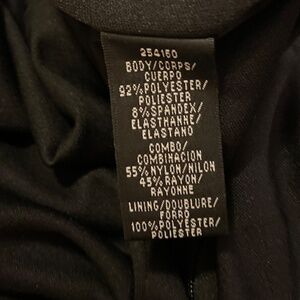 254150
BODY/CORPS/
CUERPO
92%POLYESTER/
POLIESTER
8%SPANDEX/
ELASTHANNE/
ELASTANO
COMBO/
COMBINACION
55%NYLON/NILON
45%RAYON/
RAYONNE
LINING/DOUBLURE/
FORRO
100%POLYESTER/
POLIESTER